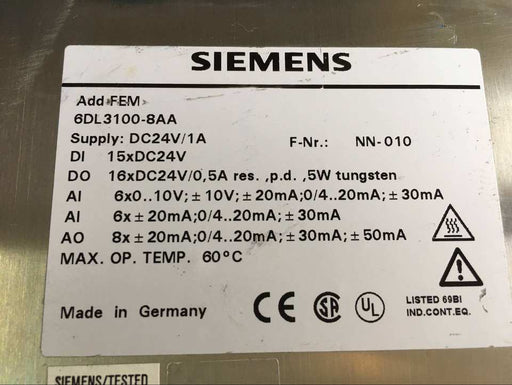 SIEMENS
Add FEM
6DL3100-8AA
Supply: DC24V/1A F-Nr.: NN-010
DI 15xDC24V
DO 16xDC24V/0,5A res. ,p.d. ,5W tungsten
AI 6x0..10V;±10V;±20mA;0/4..20mA;±30mA
AI 6x±20mA;0/4..20mA;±30mA
AO 8x±20mA;0/4..20mA;±30mA;±50mA
MAX. OP. TEMP. 60°C
Made in Germany CE SA UL LISTED 69BI
IND.CONT.EQ.
SIEMENS/TESTED